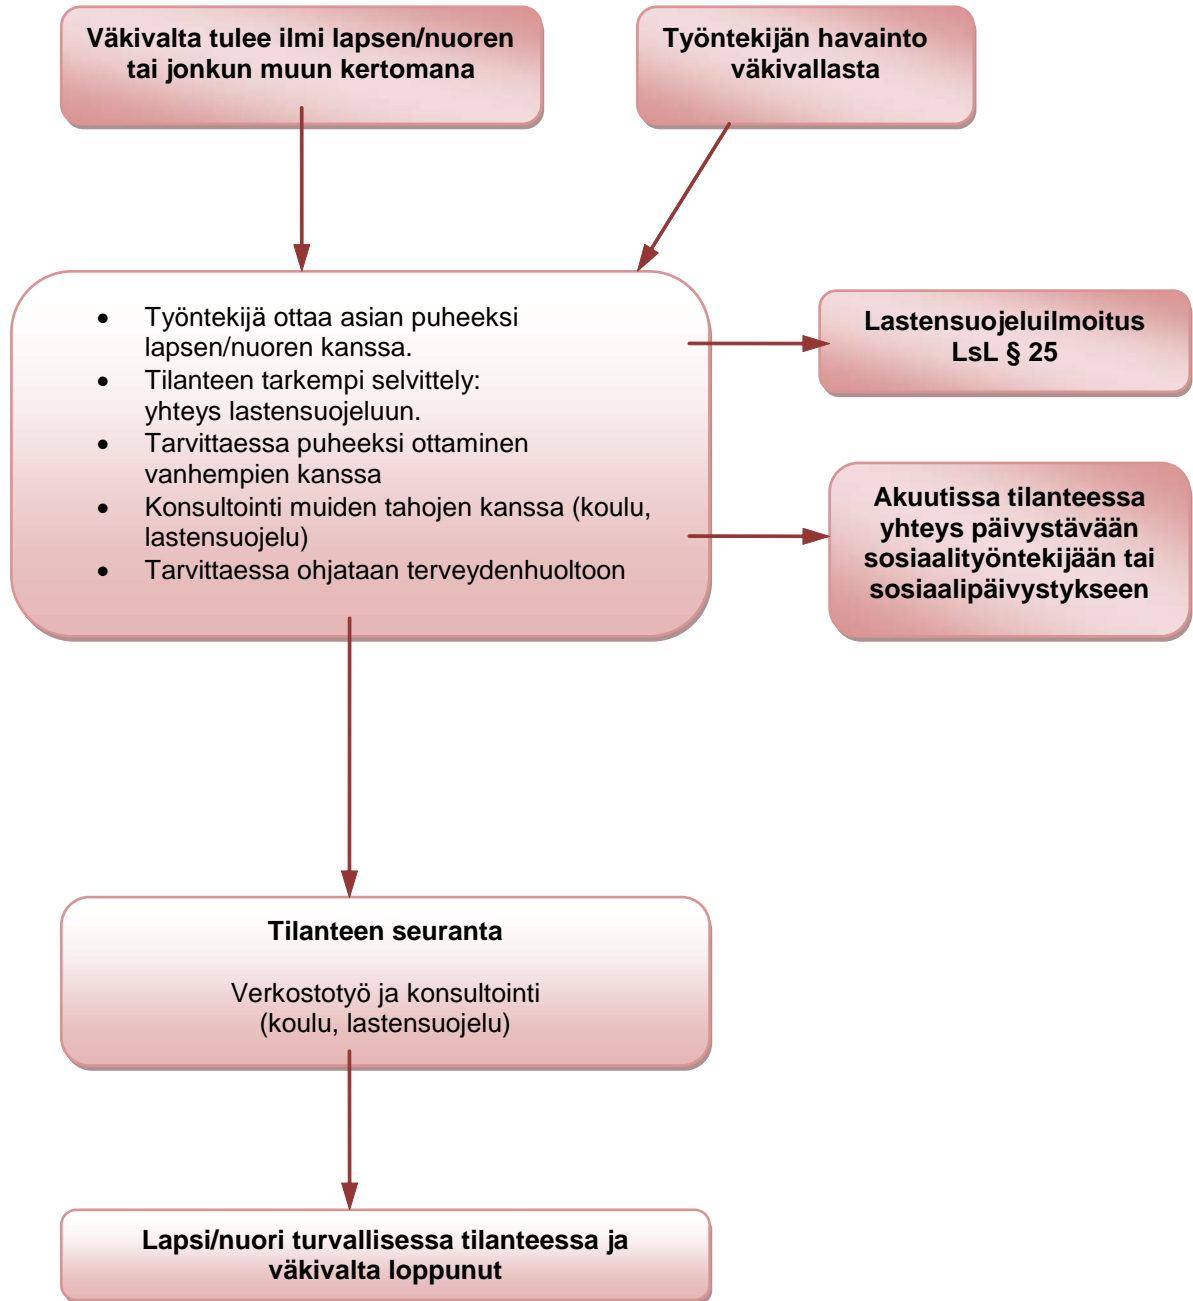 Väkivalta tulee ilmi lapsen/nuoren
tai jonkun muun kertomana
Työntekijän havainto
väkivallasta
• Työntekijä ottaa asian puheeksi
lapsen/nuoren kanssa.
• Tilanteen tarkempi selvittely:
yhteys lastensuojeluun.
• Tarvittaessa puheeksi ottaminen
vanhempien kanssa
• Konsultointi muiden tahojen kanssa (koulu,
lastensuojelu)
• Tarvittaessa ohjataan terveydenhuoltoon
Lastensuojeluilmoitus
LsL § 25
Akuutissa tilanteessa
yhteys päivystävään
sosiaalityöntekijään tai
sosiaalipäivystykseen
Tilanteen seuranta
Verkostotyö ja konsultointi
(koulu, lastensuojelu)
Lapsi/nuori turvallisessa tilanteessa ja
väkivalta loppunut